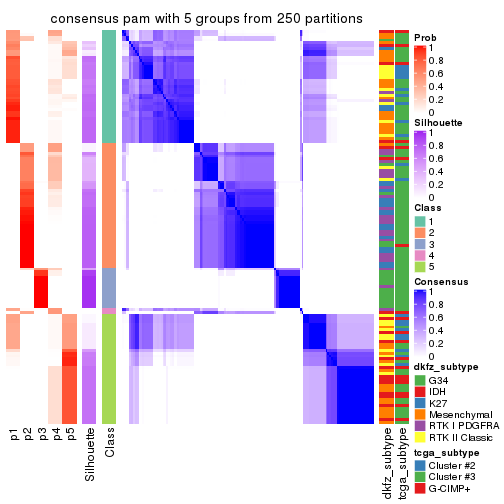 consensus pam with 5 groups from 250 partitions
p1
p2
p3
p4
p5
Silhouette
Class
dkfz_subtype
tcga_subtype
Prob
1
0.8
0.6
0.4
0.2
0
Silhouette
1
0.8
0.6
0.4
0.2
0
Class
1
2
3
4
5
Consensus
1
0.8
0.6
0.4
0.2
0
dkfz_subtype
G34
IDH
K27
Mesenchymal
RTK I PDGFRA
RTK II Classic
tcga_subtype
Cluster #2
Cluster #3
G-CIMP+